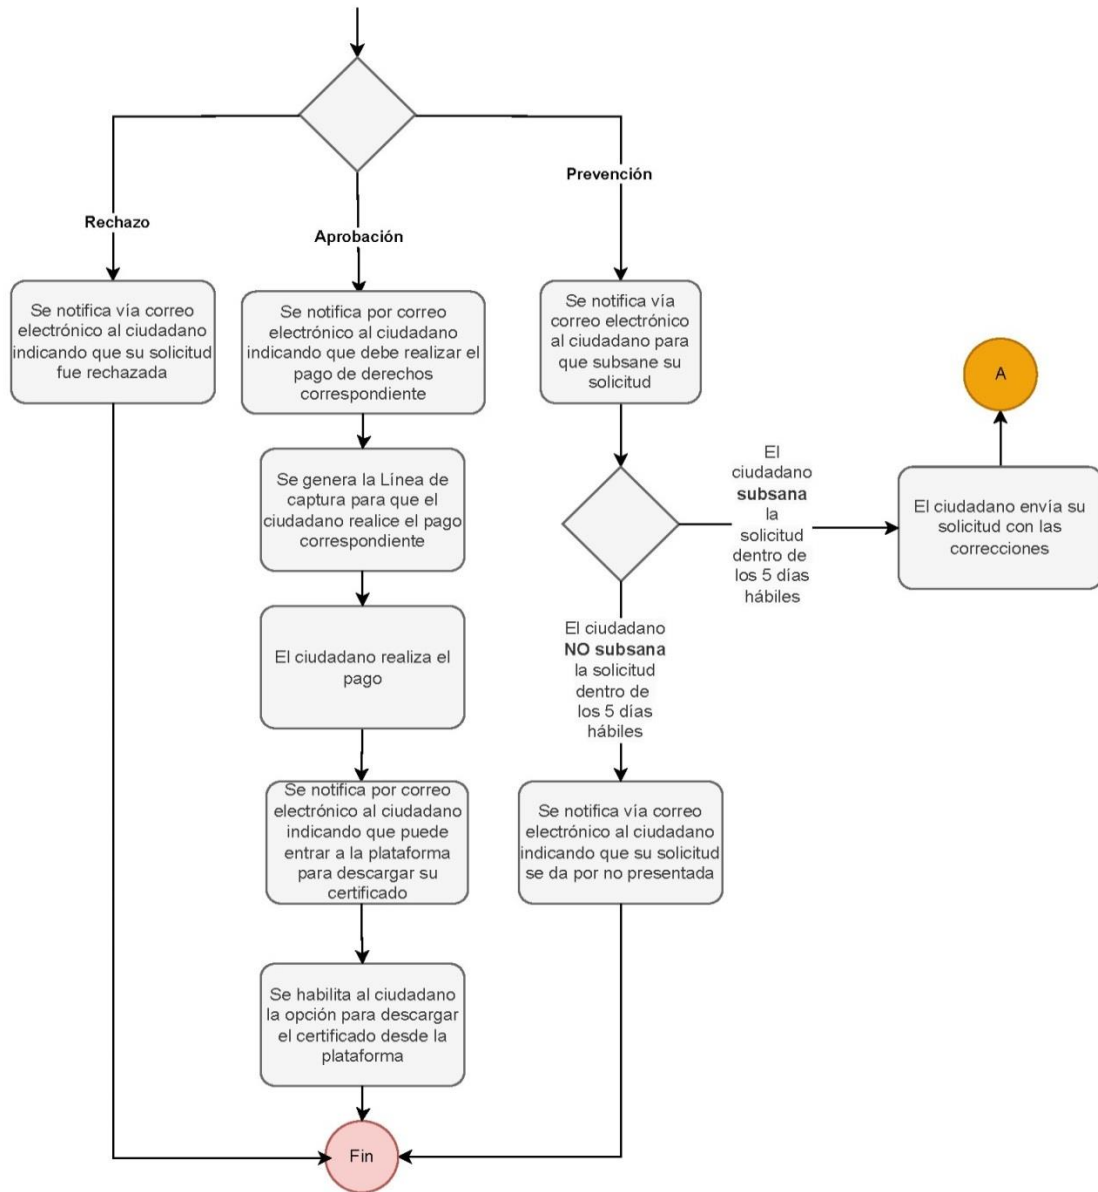 Prevención
Rechazo
Aprobación
Se notifica vía correo
electrónico al ciudadano
indicando que su solicitud
fue rechazada
Se notifica por correo
electrónico al ciudadano
indicando que debe realizar el
pago de derechos
correspondiente
Se notifica vía
correo electrónico
al ciudadano para
que subsane su
solicitud
A
Se genera la Línea de
captura para que el
ciudadano realice el pago
correspondiente
El
ciudadano
subsana
la
solicitud
dentro de
los 5 días
hábiles
El ciudadano envía su
solicitud con las
correcciones
El ciudadano realiza el
pago
El ciudadano
NO subsana
la solicitud
dentro de
los 5 días
hábiles
Se notifica por correo
electrónico al ciudadano
indicando que puede
entrar a la plataforma
para descargar su
certificado
Se notifica vía correo
electrónico al ciudadano
indicando que su solicitud
se da por no presentada
Se habilita al ciudadano
la opción para descargar
el certificado desde la
plataforma
Fin